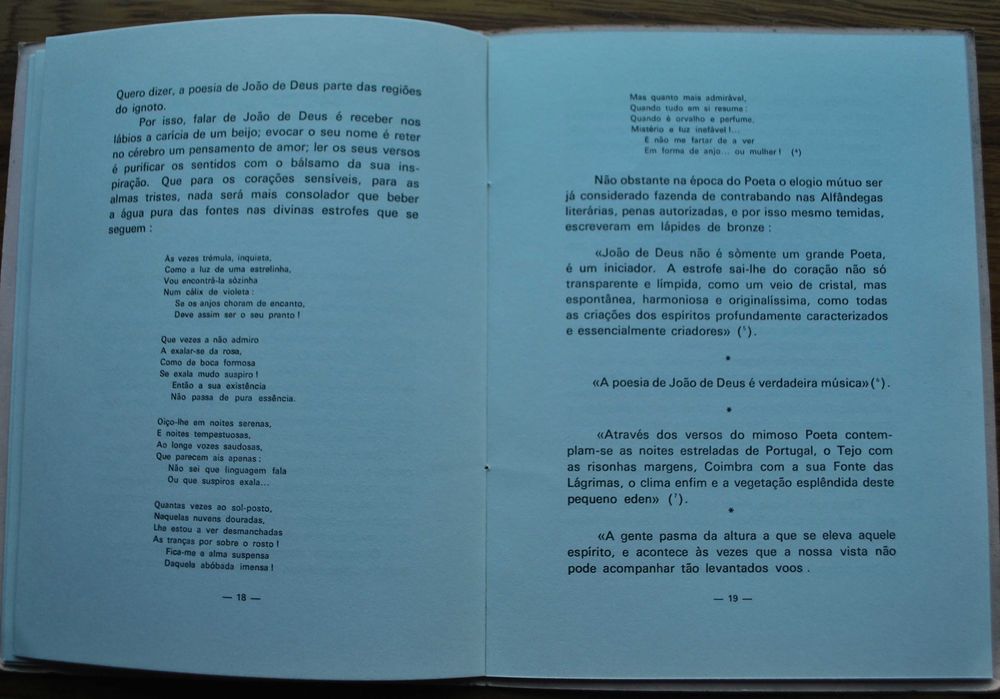 Quero dizer, a poesia de João de Deus parte das regiões
do ignoto.
Por isso, falar de João de Deus é receber nos
lábios a carícia de um beijo; evocar o seu nome é reter
no cérebro um pensamento de amor; ler os seus versos
é purificar os sentidos com o bálsamo da sua ins-
piração. Que para os corações sensíveis, para as
almas tristes, nada será mais consolador que beber
a água pura das fontes nas divinas estrofes que se
seguem :
Às vezes trémula, inquieta,
Como a luz de uma estrelinha,
Vou encontrá-la sòzinha
Num cálix de violeta :
Se os anjos choram de encanto,
Deve assim ser o seu pranto !
Que vezes a não admiro
A exalar-se da rosa,
Como de boca formosa
Se exala mudo suspiro !
Então a sua existência
Não passa de pura essência.
Oiço-lhe em noites serenas,
E noites tempestuosas,
Ao longe vozes saudosas,
Que parecem ais apenas :
Não sei que linguagem fala
Ou que suspiros exala...
Quantas vezes ao sol-posto,
Naquelas nuvens douradas,
Lhe estou a ver desmanchadas
As tranças por sobre o rosto !
Fica-me a alma suspensa
Daquela abóbada imensa !
— 18 —
Mas quanto mais admirável,
Quando tudo em si resume :
Quando é orvalho e perfume,
Mistério e luz inefável !...
E não me fartar de a ver
Em forma de anjo... ou mulher ! (⁴)
Não obstante na época do Poeta o elogio mútuo ser
já considerado fazenda de contrabando nas Alfândegas
literárias, penas autorizadas, e por isso mesmo temidas,
escreveram em lápides de bronze :
«João de Deus não é sòmente um grande Poeta,
é um iniciador. A estrofe sai-lhe do coração não só
transparente e límpida, como um veio de cristal, mas
espontânea, harmoniosa e originalíssima, como todas
as criações dos espíritos profundamente caracterizados
e essencialmente criadores» (⁵).
*
«A poesia de João de Deus é verdadeira música» (⁶).
*
«Através dos versos do mimoso Poeta contem-
plam-se as noites estreladas de Portugal, o Tejo com
as risonhas margens, Coimbra com a sua Fonte das
Lágrimas, o clima enfim e a vegetação esplêndida deste
pequeno eden» (⁷).
*
«A gente pasma da altura a que se eleva aquele
espírito, e acontece às vezes que a nossa vista não
pode acompanhar tão levantados voos .
— 19 —